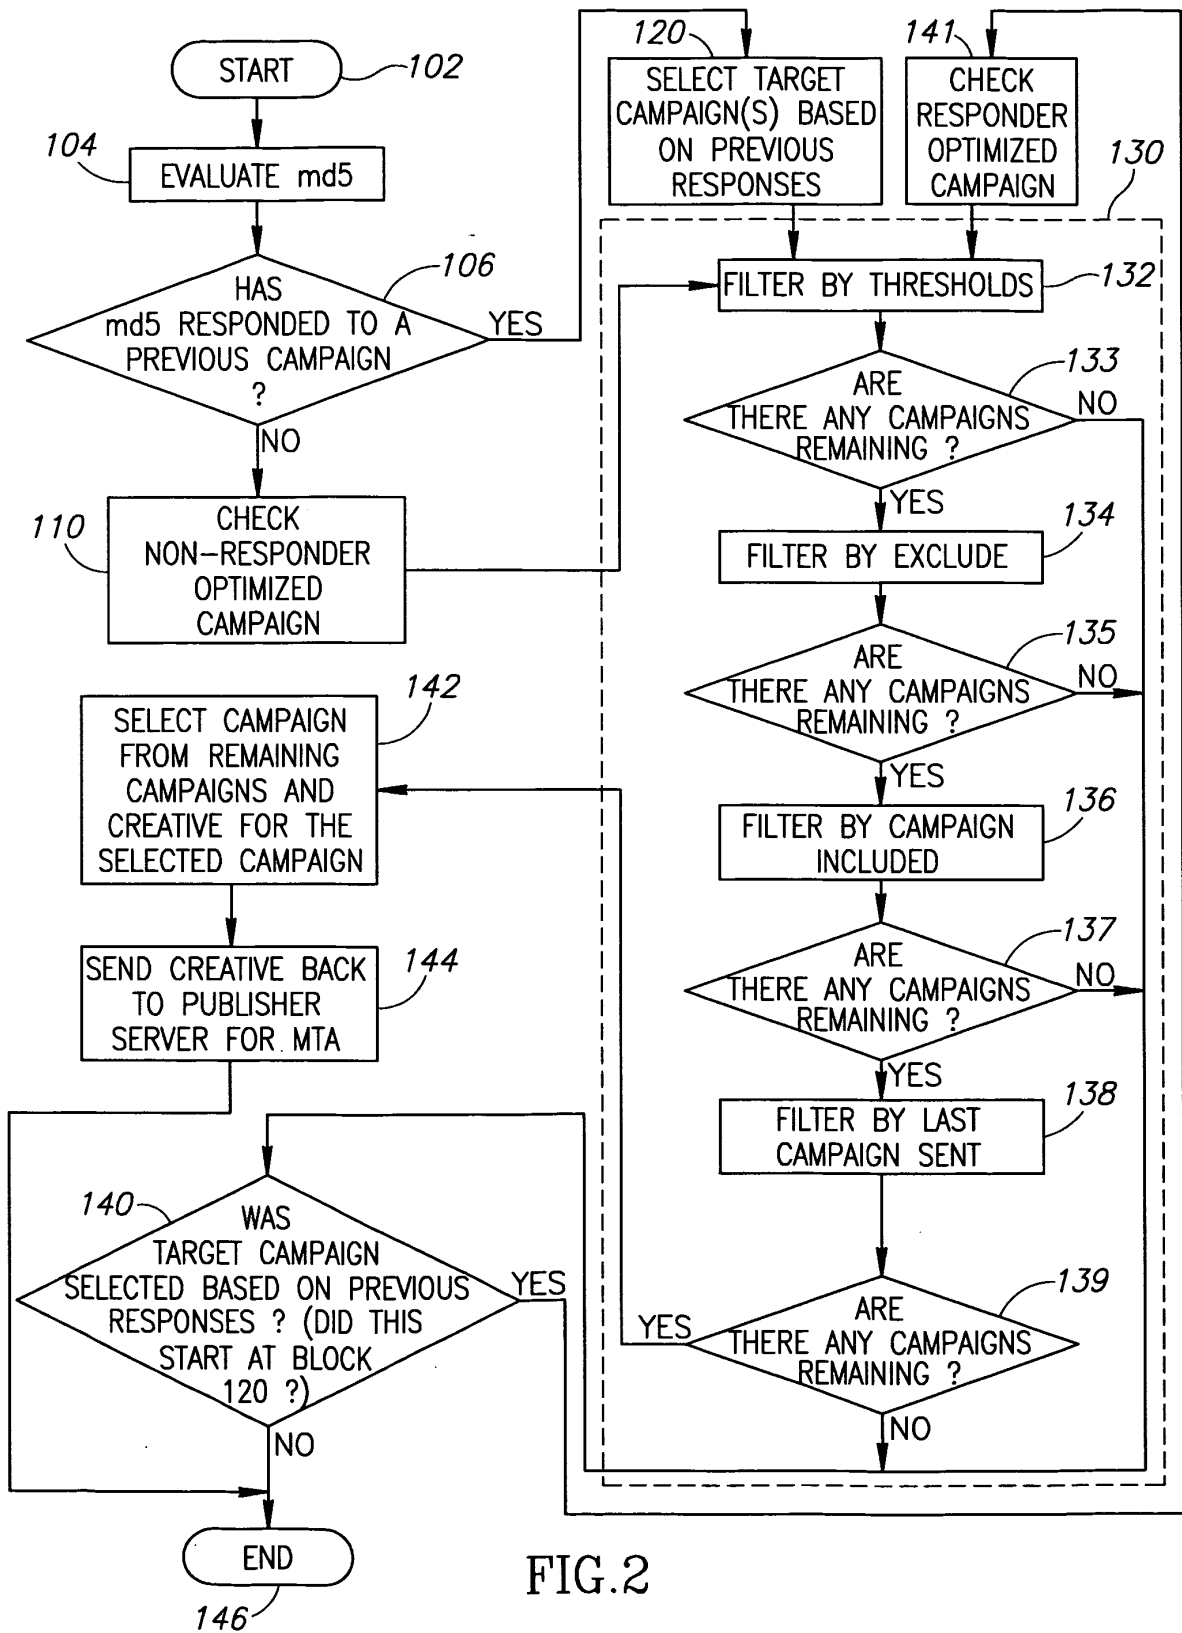 START
102
104
EVALUATE md5
106
HAS
md5 RESPONDED TO A
PREVIOUS CAMPAIGN
?
YES
NO
110
CHECK
NON-RESPONDER
OPTIMIZED
CAMPAIGN
120
SELECT TARGET
CAMPAIGN(S) BASED
ON PREVIOUS
RESPONSES
141
CHECK
RESPONDER
OPTIMIZED
CAMPAIGN
130
FILTER BY THRESHOLDS
132
133
ARE
THERE ANY CAMPAIGNS
REMAINING ?
NO
YES
134
FILTER BY EXCLUDE
135
ARE
THERE ANY CAMPAIGNS
REMAINING ?
NO
YES
136
FILTER BY CAMPAIGN
INCLUDED
137
ARE
THERE ANY CAMPAIGNS
REMAINING ?
NO
YES
138
FILTER BY LAST
CAMPAIGN SENT
139
ARE
THERE ANY CAMPAIGNS
REMAINING ?
YES
NO
142
SELECT CAMPAIGN
FROM REMAINING
CAMPAIGNS AND
CREATIVE FOR THE
SELECTED CAMPAIGN
144
SEND CREATIVE BACK
TO PUBLISHER
SERVER FOR MTA
140
WAS
TARGET CAMPAIGN
SELECTED BASED ON PREVIOUS
RESPONSES ? (DID THIS
START AT BLOCK
120 ?)
YES
NO
END
146
FIG.2